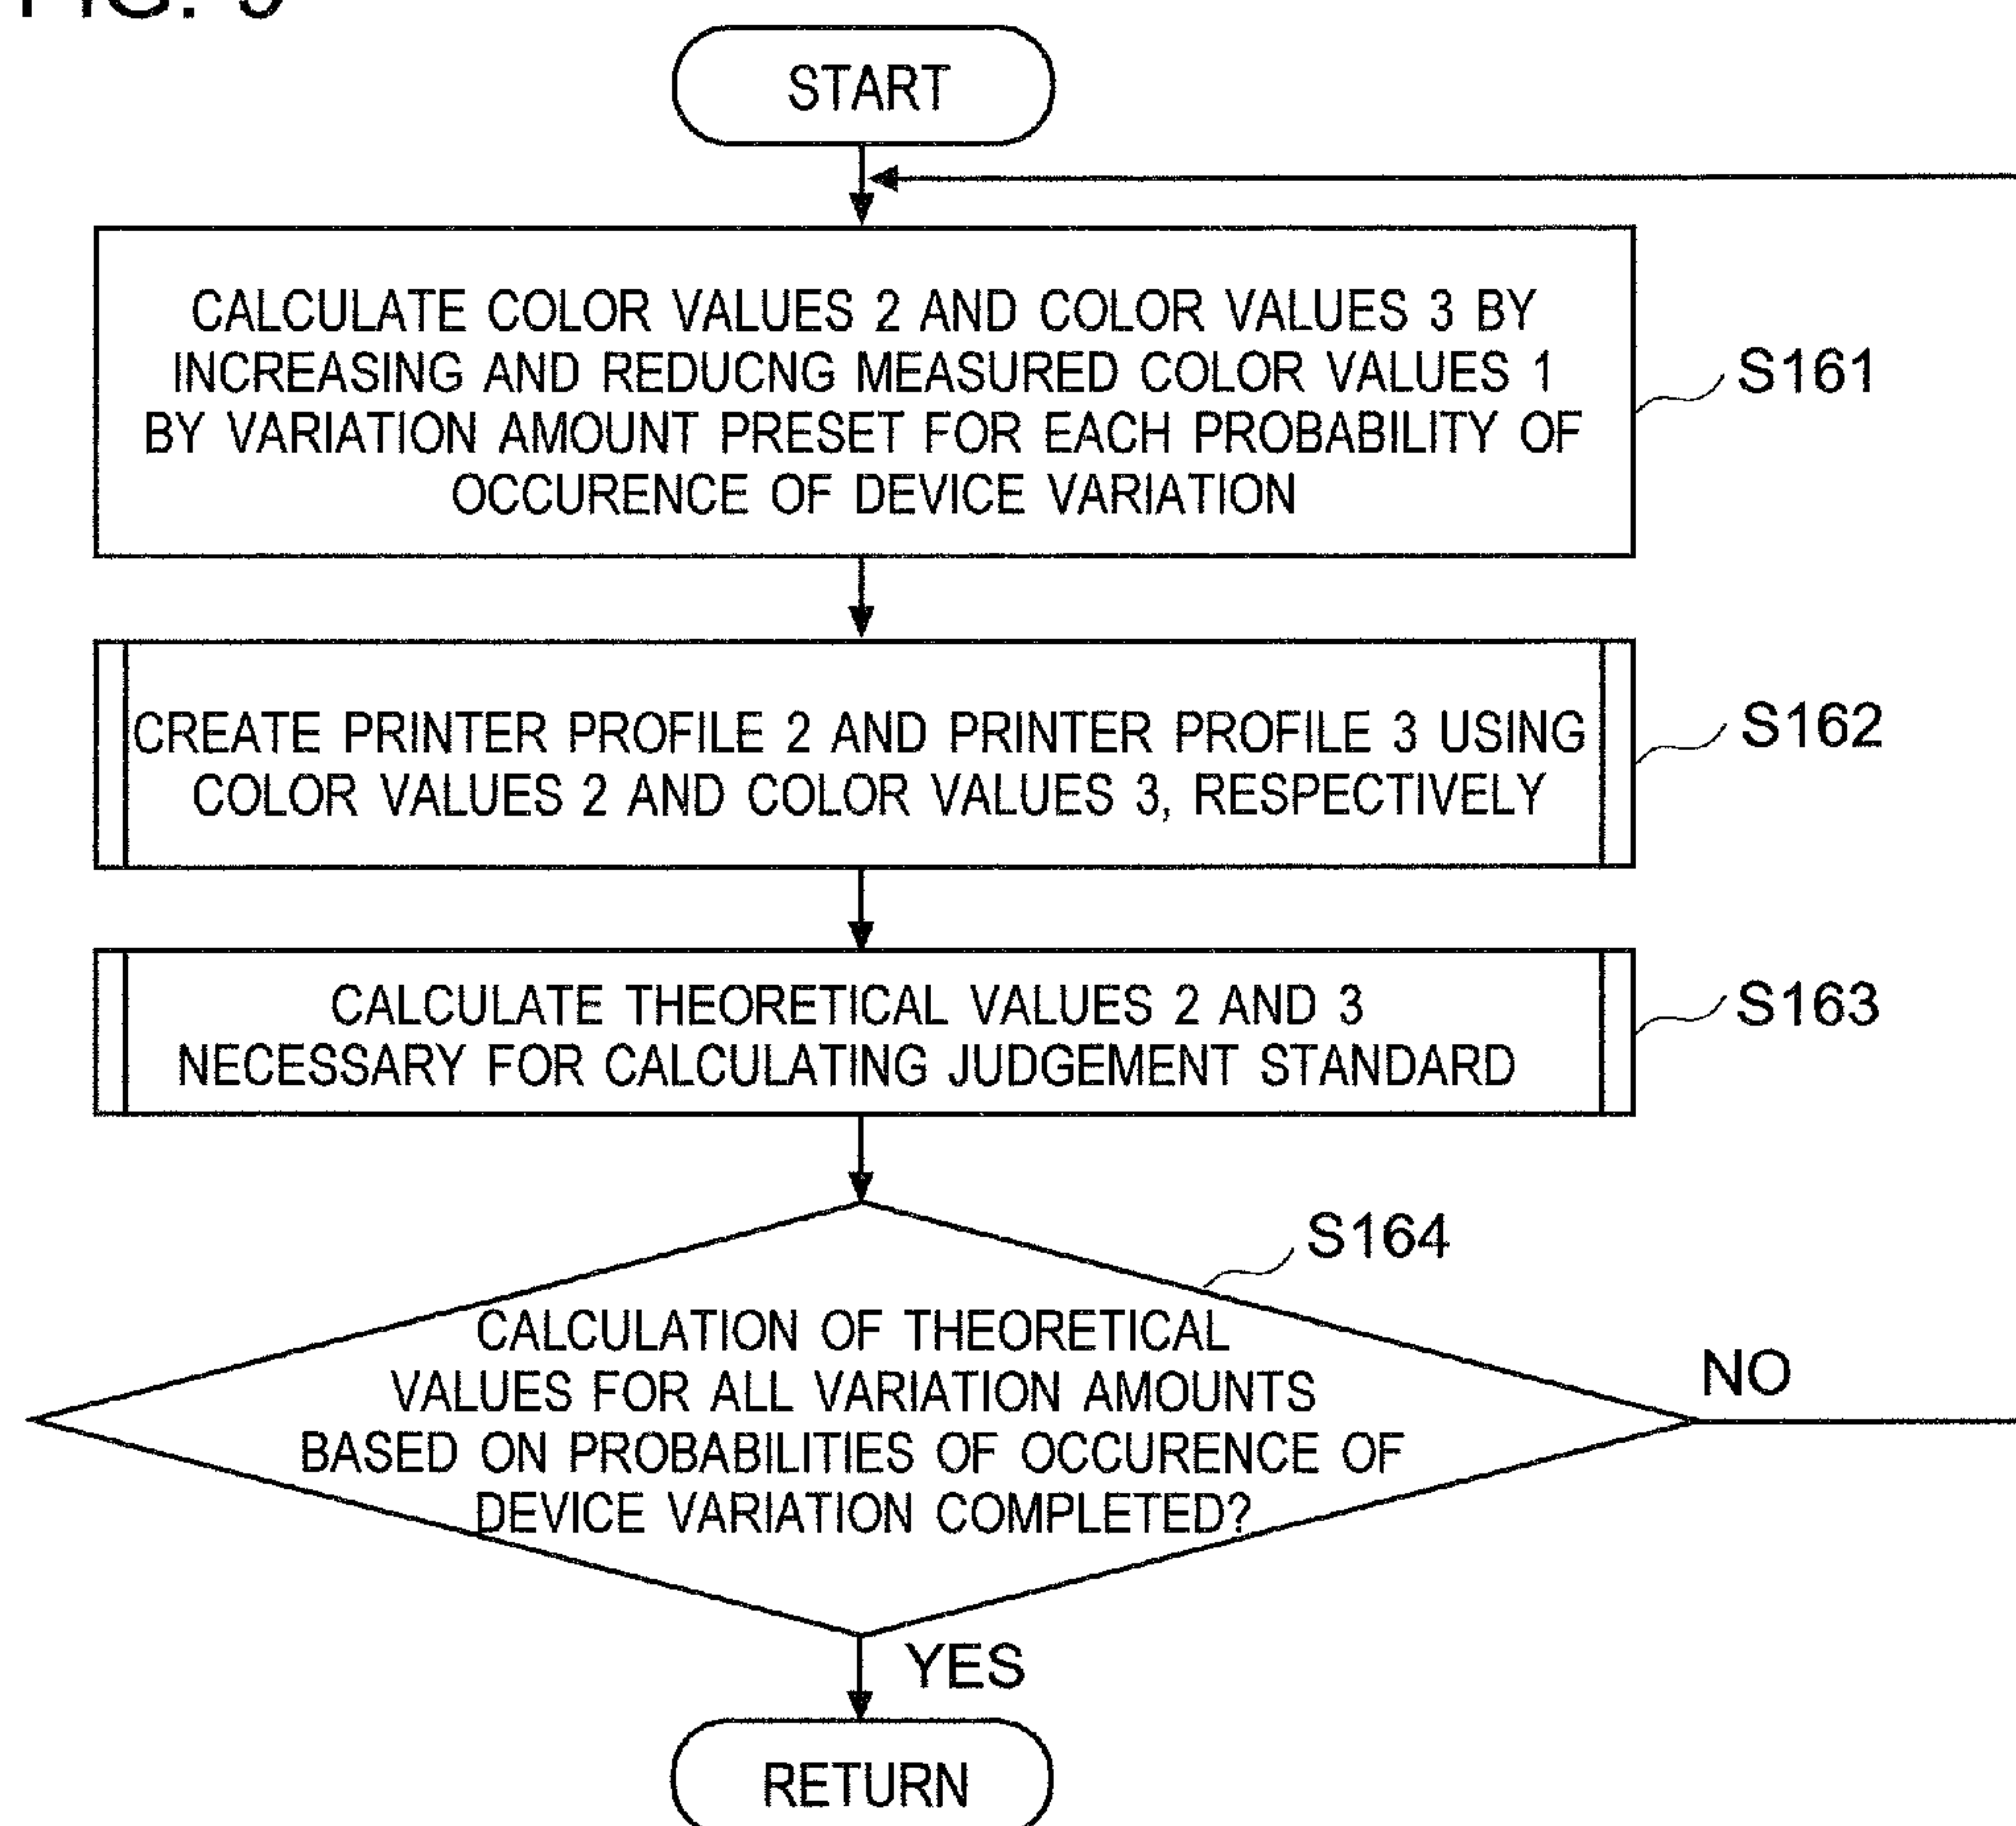 START
CALCULATE COLOR VALUES 2 AND COLOR VALUES 3 BY
INCREASING AND REDUCNG MEASURED COLOR VALUES 1
BY VARIATION AMOUNT PRESET FOR EACH PROBABILITY OF
OCCURENCE OF DEVICE VARIATION
S161
CREATE PRINTER PROFILE 2 AND PRINTER PROFILE 3 USING
COLOR VALUES 2 AND COLOR VALUES 3, RESPECTIVELY
S162
CALCULATE THEORETICAL VALUES 2 AND 3
NECESSARY FOR CALCULATING JUDGEMENT STANDARD
S163
S164
CALCULATION OF THEORETICAL
VALUES FOR ALL VARIATION AMOUNTS
BASED ON PROBABILITIES OF OCCURENCE OF
DEVICE VARIATION COMPLETED?
NO
YES
RETURN